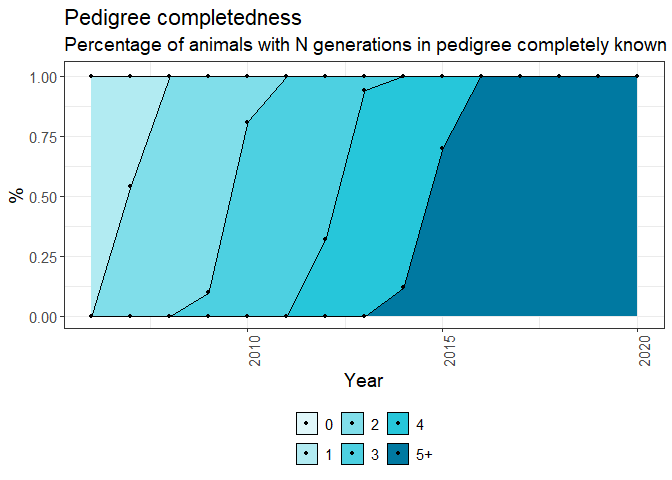 Pedigree completedness
Percentage of animals with N generations in pedigree completely known
1.00
0.75
0.50
0.25
0.00
%
2010
2015
2020
Year
0 2 4
1 3 5+